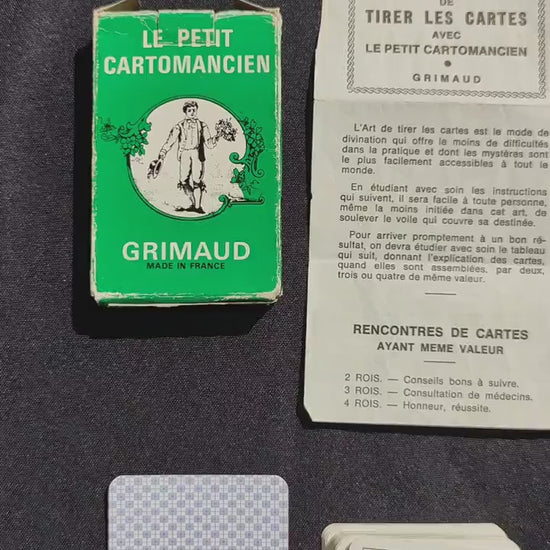 LE PETIT
CARTOMANCIEN
GRIMAUD
MADE IN FRANCE
DE
TIRER LES CARTES
AVEC
LE PETIT CARTOMANCIEN
GRIMAUD
L'Art de tirer les cartes est le mode de
divination qui offre le moins de difficultés
dans la pratique et dont les mystères sont
le plus facilement accessibles à tout le
monde.
En étudiant avec soin les instructions
qui suivent, il sera facile à toute personne,
même la moins initiée dans cet art, de
soulever le voile qui couvre sa destinée.
Pour arriver promptement à un bon ré-
sultat, on devra étudier avec soin le tableau
qui suit, donnant l'explication des cartes,
quand elles sont assemblées, par deux,
trois ou quatre de même valeur.
RENCONTRES DE CARTES
AYANT MEME VALEUR
2 ROIS. — Conseils bons à suivre.
3 ROIS. — Consultation de médecins.
4 ROIS. — Honneur, réussite.